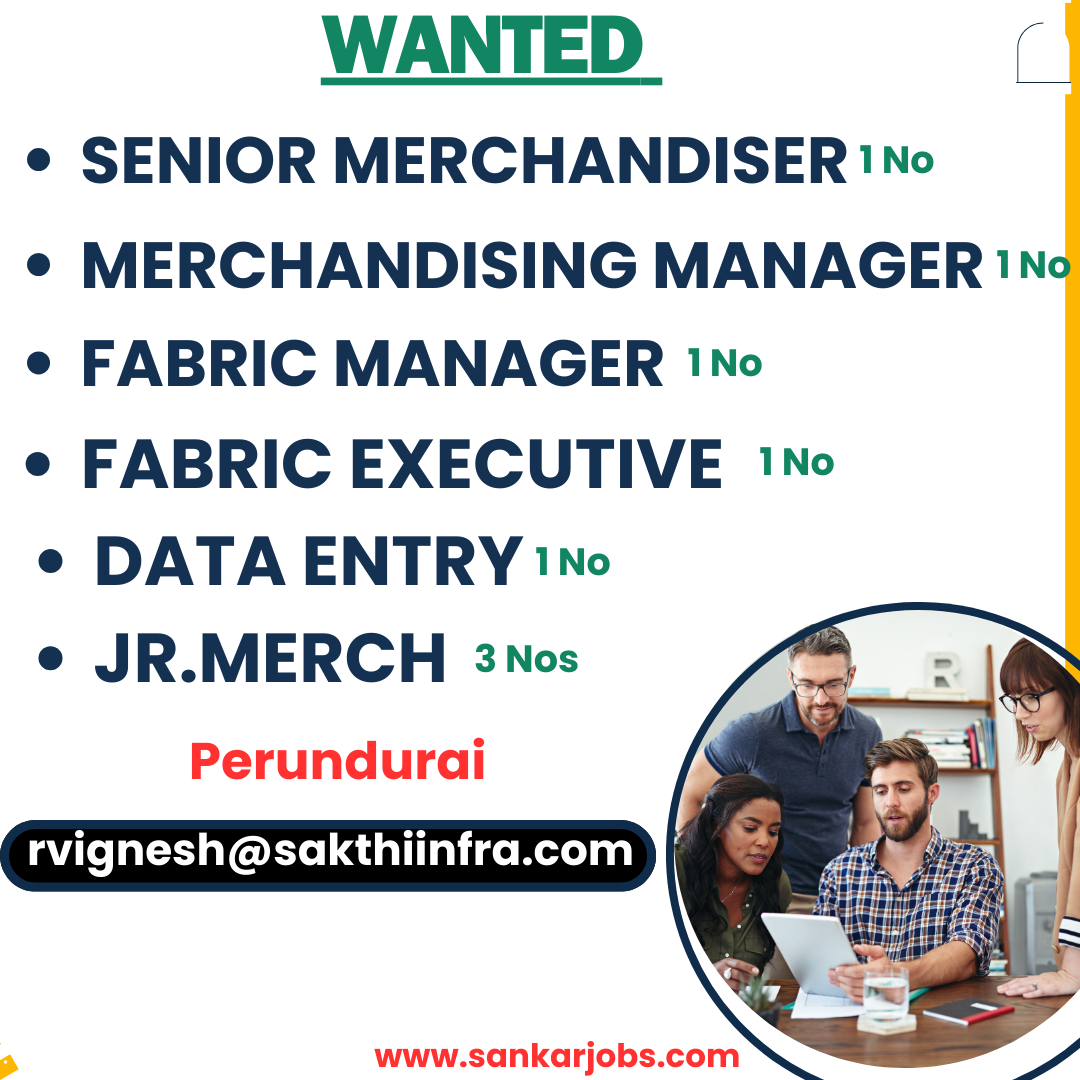 WANTED
SENIOR MERCHANDISER 1 No
MERCHANDISING MANAGER 1 No
FABRIC MANAGER 1 No
FABRIC EXECUTIVE 1 No
DATA ENTRY 1 No
JR.MERCH 3 Nos
Perundurai
rvignesh@sakthiinfra.com
R
www.sankarjobs.com